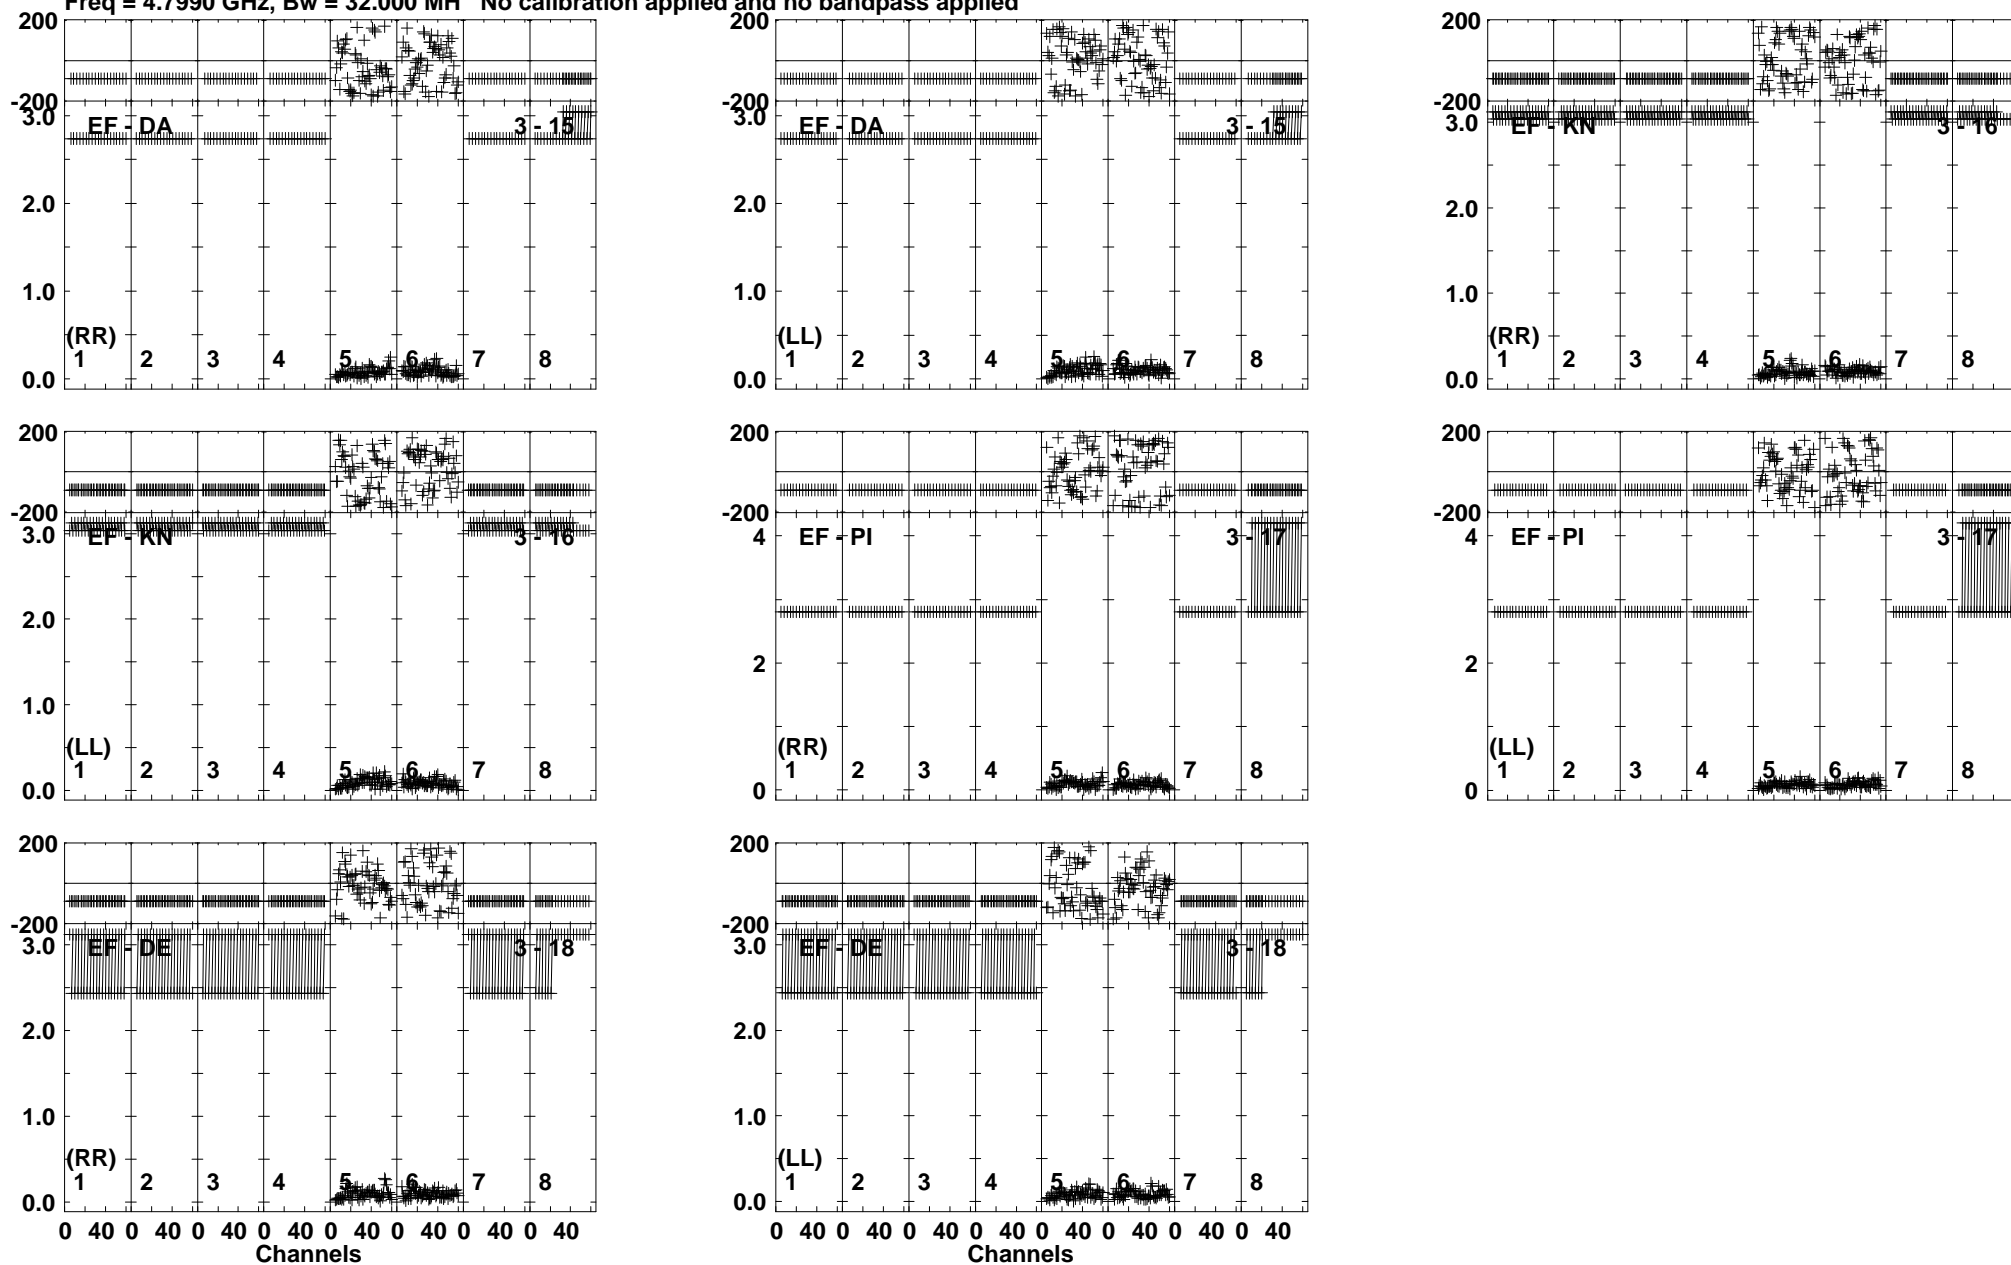 Freq = 4.7990 GHz, Bw = 32.000 MH No calibration applied and no bandpass applied
200
-200
3.0
2.0
1.0
0.0
EF - DA
3 - 15
(RR)
1 2 3 4 5 6 7 8
200
-200
3.0
2.0
1.0
0.0
EF - DA
3 - 15
(LL)
1 2 3 4 5 6 7 8
200
-200
3.0
2.0
1.0
0.0
EF - KN
3 - 16
(RR)
1 2 3 4 5 6 7 8
200
-200
3.0
2.0
1.0
0.0
EF - KN
3 - 16
(LL)
1 2 3 4 5 6 7 8
200
-200
4
2
0
EF - PI
3 - 17
(RR)
1 2 3 4 5 6 7 8
200
-200
4
2
0
EF - PI
3 - 17
(LL)
1 2 3 4 5 6 7 8
200
-200
3.0
2.0
1.0
0.0
EF - DE
3 - 18
(RR)
1 2 3 4 5 6 7 8
0 40 0 40 0 40 0 40 0 40 0 40 0 40 0 40
Channels
200
-200
3.0
2.0
1.0
0.0
EF - DE
3 - 18
(LL)
1 2 3 4 5 6 7 8
0 40 0 40 0 40 0 40 0 40 0 40 0 40 0 40
Channels